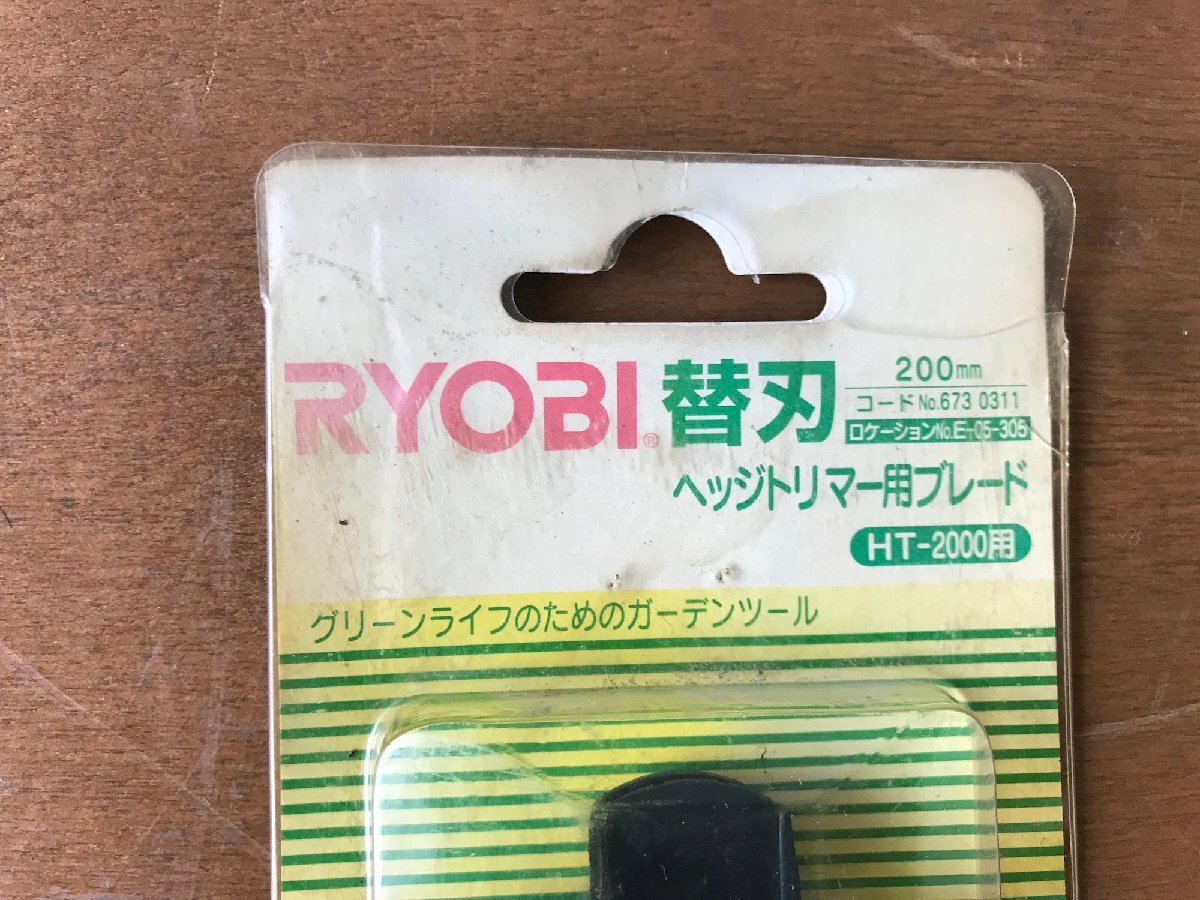 RYOBI® 替刃
200mm
コードNo.673 0311
ロケーションNo.E-05-305
ヘッジトリマー用ブレード
HT-2000用
グリーンライフのためのガーデンツール